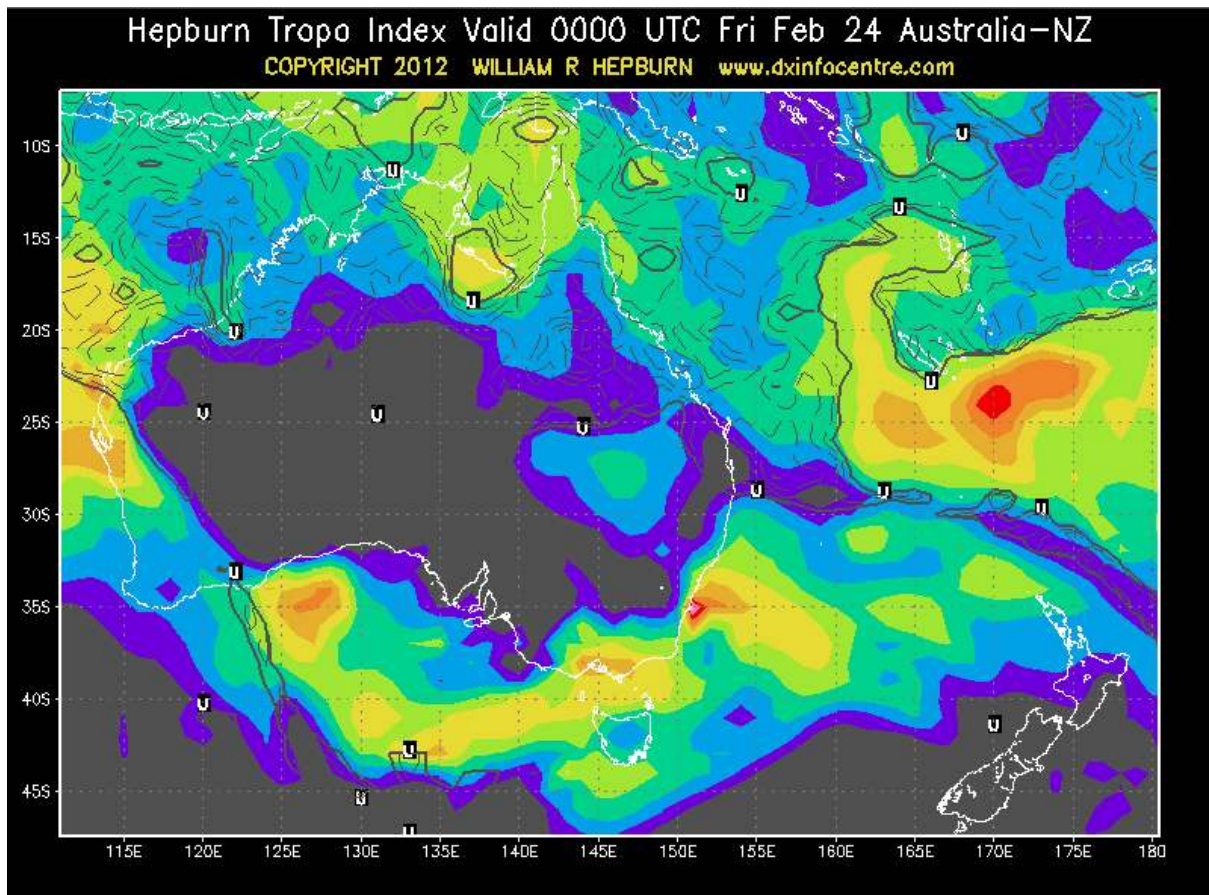 Hepburn Tropo Index Valid 0000 UTC Fri Feb 24 Australia-NZ
COPYRIGHT 2012 WILLIAM R HEPBURN www.dxinfocentre.com
U
10S
U
U
U
15S
U
20S
U
U
25S
U
U
U
U
U
30S
U
U
35S
40S
U
U
U
45S
U
U
115E 120E 125E 130E 135E 140E 145E 150E 155E 160E 165E 170E 175E 180